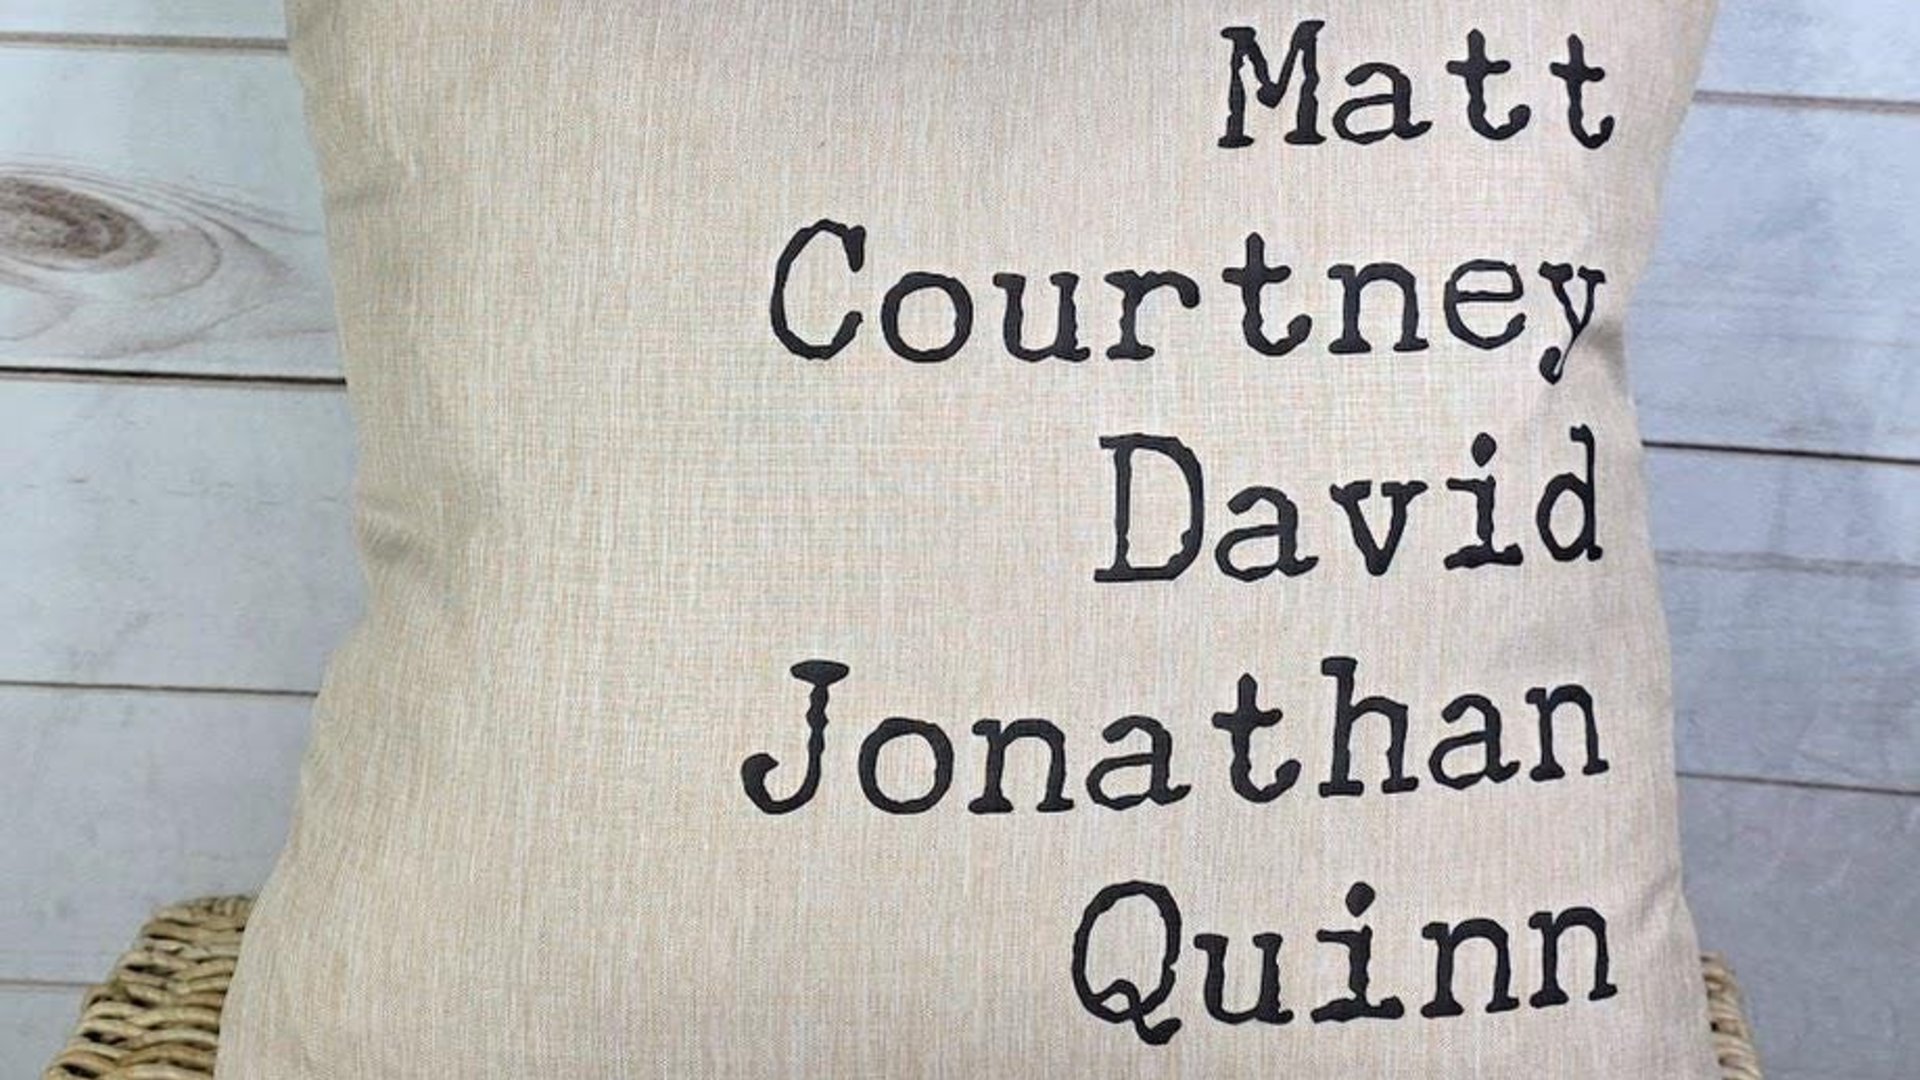 Matt
Courtney
David
Jonathan
Quinn